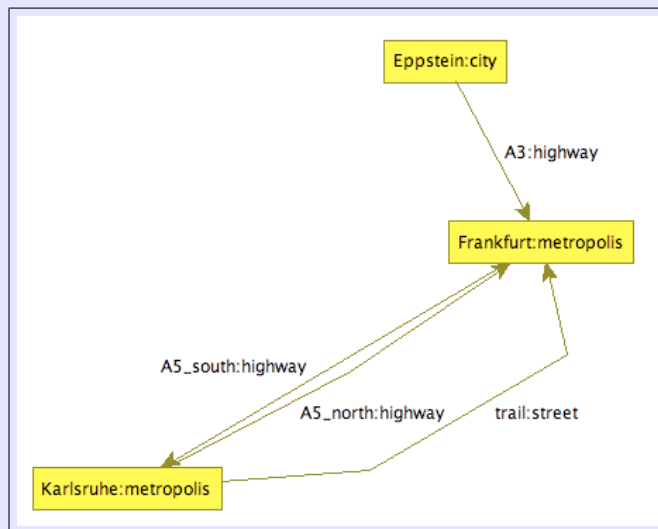 Eppstein:city
A3:highway
Frankfurt:metropolis
A5_south:highway
A5_north:highway
trail:street
Karlsruhe:metropolis